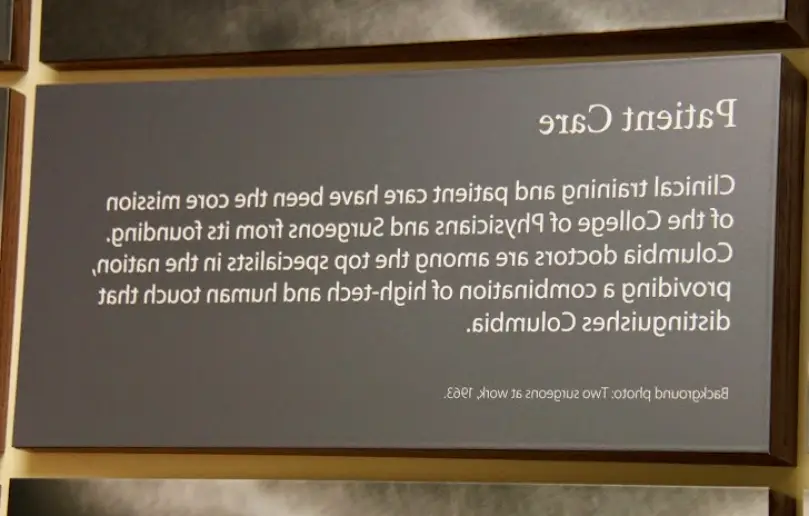 Patient Care
Clinical training and patient care have been the core mission
of the College of Physicians and Surgeons from its founding.
Columbia doctors are among the top specialists in the nation,
providing a combination of high-tech and human touch that
distinguishes Columbia.
Background photo: Two surgeons at work, 1963.